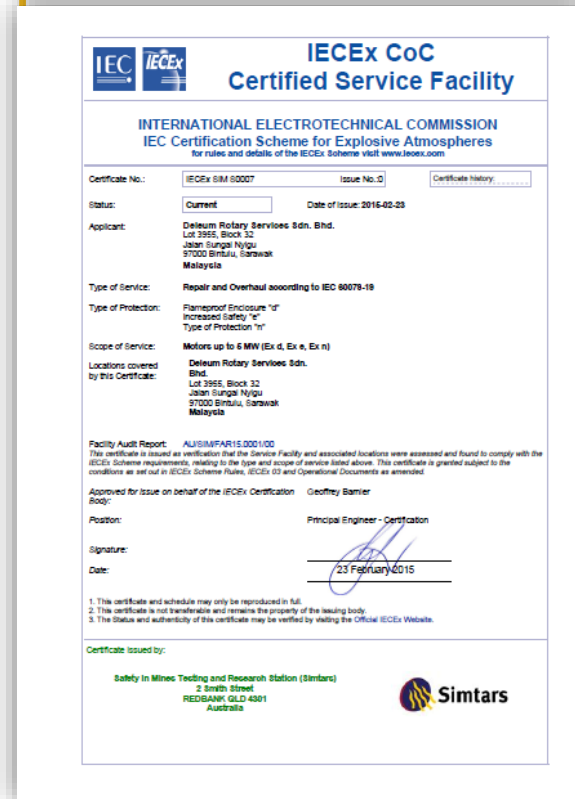 IEC IECEx
IECEx CoC
Certified Service Facility
INTERNATIONAL ELECTROTECHNICAL COMMISSION
IEC Certification Scheme for Explosive Atmospheres
for rules and details of the IECEx Scheme visit www.iecex.com
Certificate No.: IECEx SIM S0007 Issue No.:0 Certificate history:
Status: Current Date of Issue: 2015-02-23
Applicant: Deleum Rotary Services Sdn. Bhd.
Lot 3955, Block 32
Jalan Sungai Nyigu
97000 Bintulu, Sarawak
Malaysia
Type of Service: Repair and Overhaul according to IEC 60079-19
Type of Protection: Flameproof Enclosure "d"
Increased Safety "e"
Type of Protection "n"
Scope of Service: Motors up to 5 MW (Ex d, Ex e, Ex n)
Locations covered by this Certificate:
Deleum Rotary Services Sdn.
Bhd.
Lot 3955, Block 32
Jalan Sungai Nyigu
97000 Bintulu, Sarawak
Malaysia
Facility Audit Report: AU/SIM/FAR15.0001/00
This certificate is issued as verification that the Service Facility and associated locations were assessed and found to comply with the
IECEx Scheme requirements, relating to the type and scope of service listed above. This certificate is granted subject to the
conditions as set out in IECEx Scheme Rules, IECEx 03 and Operational Documents as amended.
Approved for issue on behalf of the IECEx Certification Geoffrey Barnier
Body:
Position: Principal Engineer - Certification
Signature:
Date: 23 February 2015
1. This certificate and schedule may only be reproduced in full.
2. This certificate is not transferable and remains the property of the issuing body.
3. The Status and authenticity of this certificate may be verified by visiting the Official IECEx Website.
Certificate issued by:
Safety in Mines Testing and Research Station (Simtars)
2 Smith Street
REDBANK QLD 4301
Australia
Simtars